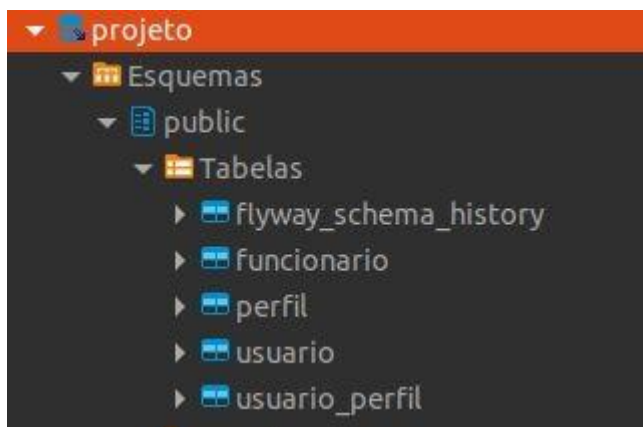 projeto
Esquemas
public
Tabelas
flyway_schema_history
funcionario
perfil
usuario
usuario_perfil